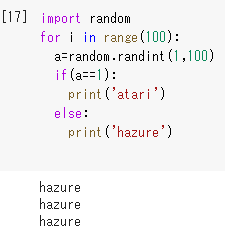 [17] import random
for i in range(100):
  a=random.randint(1,100)
  if(a==1):
    print('atari')
  else:
    print('hazure')
hazure
hazure
hazure